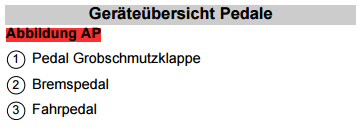 Geräteübersicht Pedale
Abbildung AP
1 Pedal Grobschmutzklappe
2 Bremspedal
3 Fahrpedal